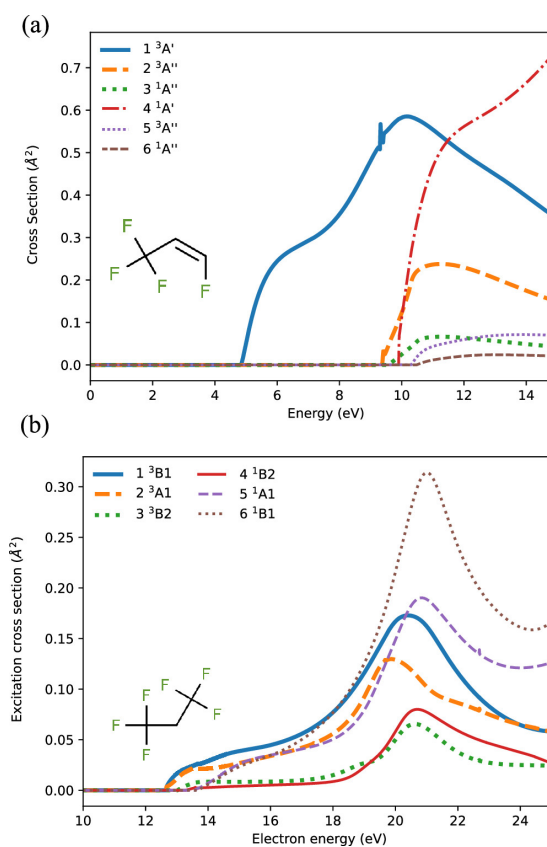 (a)
1 ³A'
2 ³A''
3 ¹A''
4 ¹A'
5 ³A''
6 ¹A''
0.7
0.6
0.5
0.4
0.3
0.2
0.1
0.0
Cross Section (Å²)
F
F
F
F
0 2 4 6 8 10 12 14
Energy (eV)
(b)
1 ³B1 4 ¹B2
2 ³A1 5 ¹A1
3 ³B2 6 ¹B1
0.30
0.25
0.20
0.15
0.10
0.05
0.00
Excitation cross section (Å²)
F
F F
F F
F
10 12 14 16 18 20 22 24
Electron energy (eV)